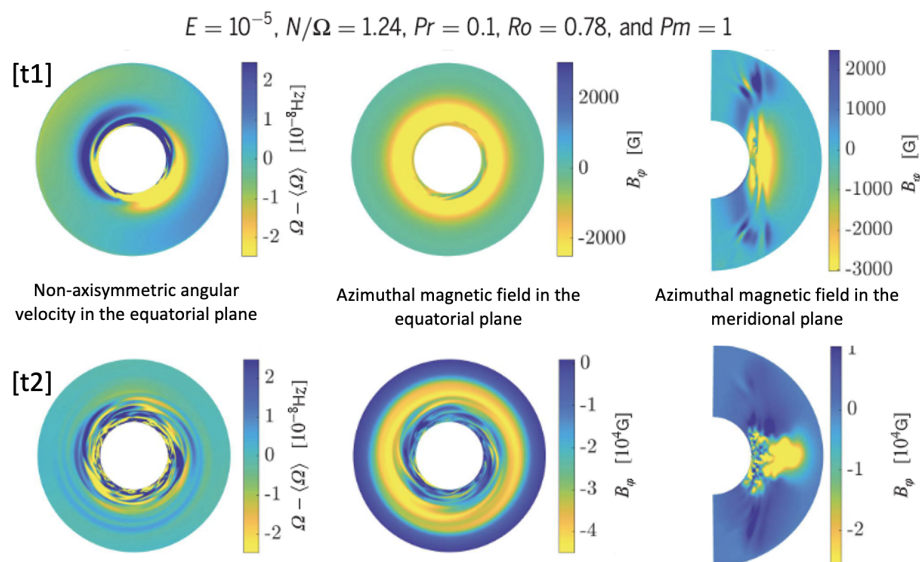 E = 10⁻⁵, N/Ω = 1.24, Pr = 0.1, Ro = 0.78, and Pm = 1
[t1]
2
1
0
-1
-2
Ω − ⟨Ω⟩ [10⁻⁸Hz]
2000
0
-2000
B_φ [G]
2000
1000
0
-1000
-2000
-3000
B_φ [G]
Non-axisymmetric angular
velocity in the equatorial plane
Azimuthal magnetic field in the
equatorial plane
Azimuthal magnetic field in the
meridional plane
[t2]
2
1
0
-1
-2
Ω − ⟨Ω⟩ [10⁻⁸Hz]
0
-1
-2
-3
-4
B_φ [10⁴G]
1
0
-1
-2
B_φ [10⁴G]